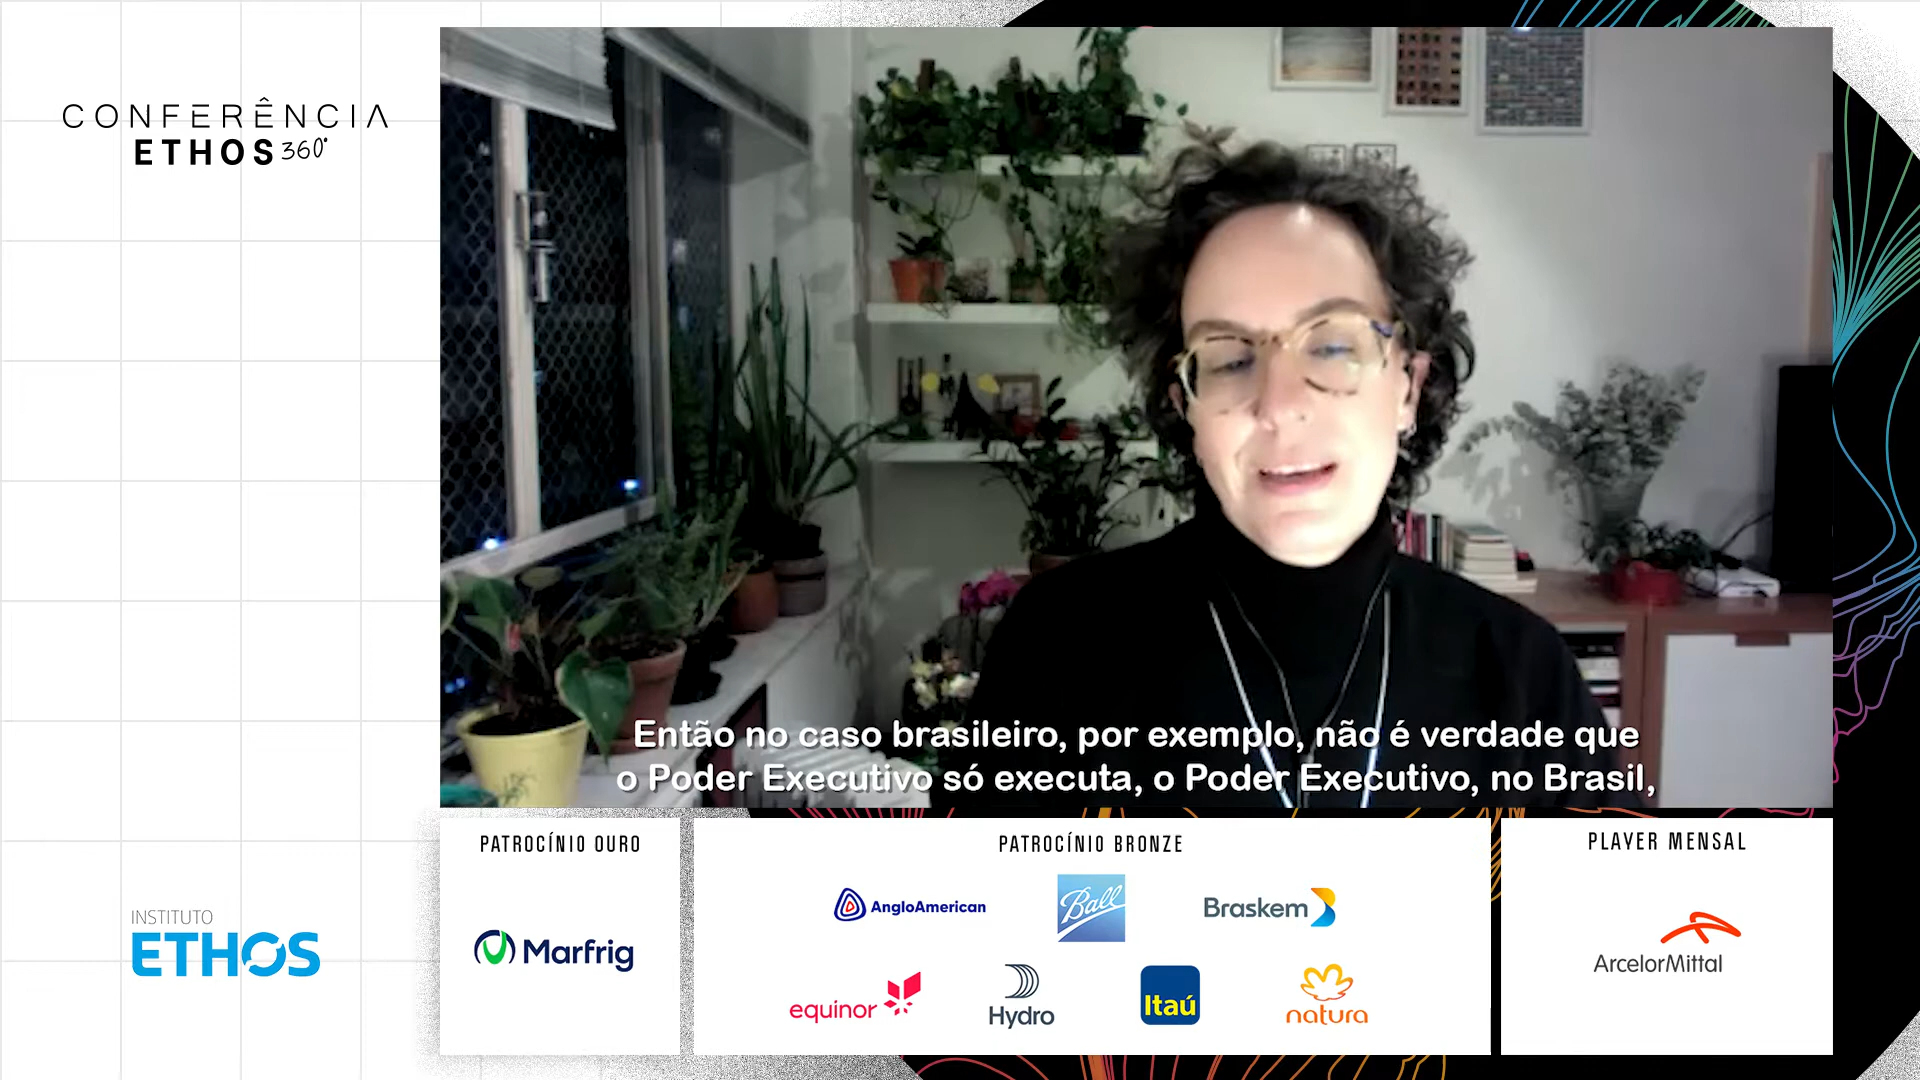 CONFERÊNCIA
ETHOS 360°
Então no caso brasileiro, por exemplo, não é verdade que
o Poder Executivo só executa, o Poder Executivo, no Brasil,
PATROCÍNIO OURO
Marfrig
PATROCÍNIO BRONZE
AngloAmerican
Ball
Braskem
equinor
Hydro
Itaú
natura
PLAYER MENSAL
ArcelorMittal
INSTITUTO
ETHOS